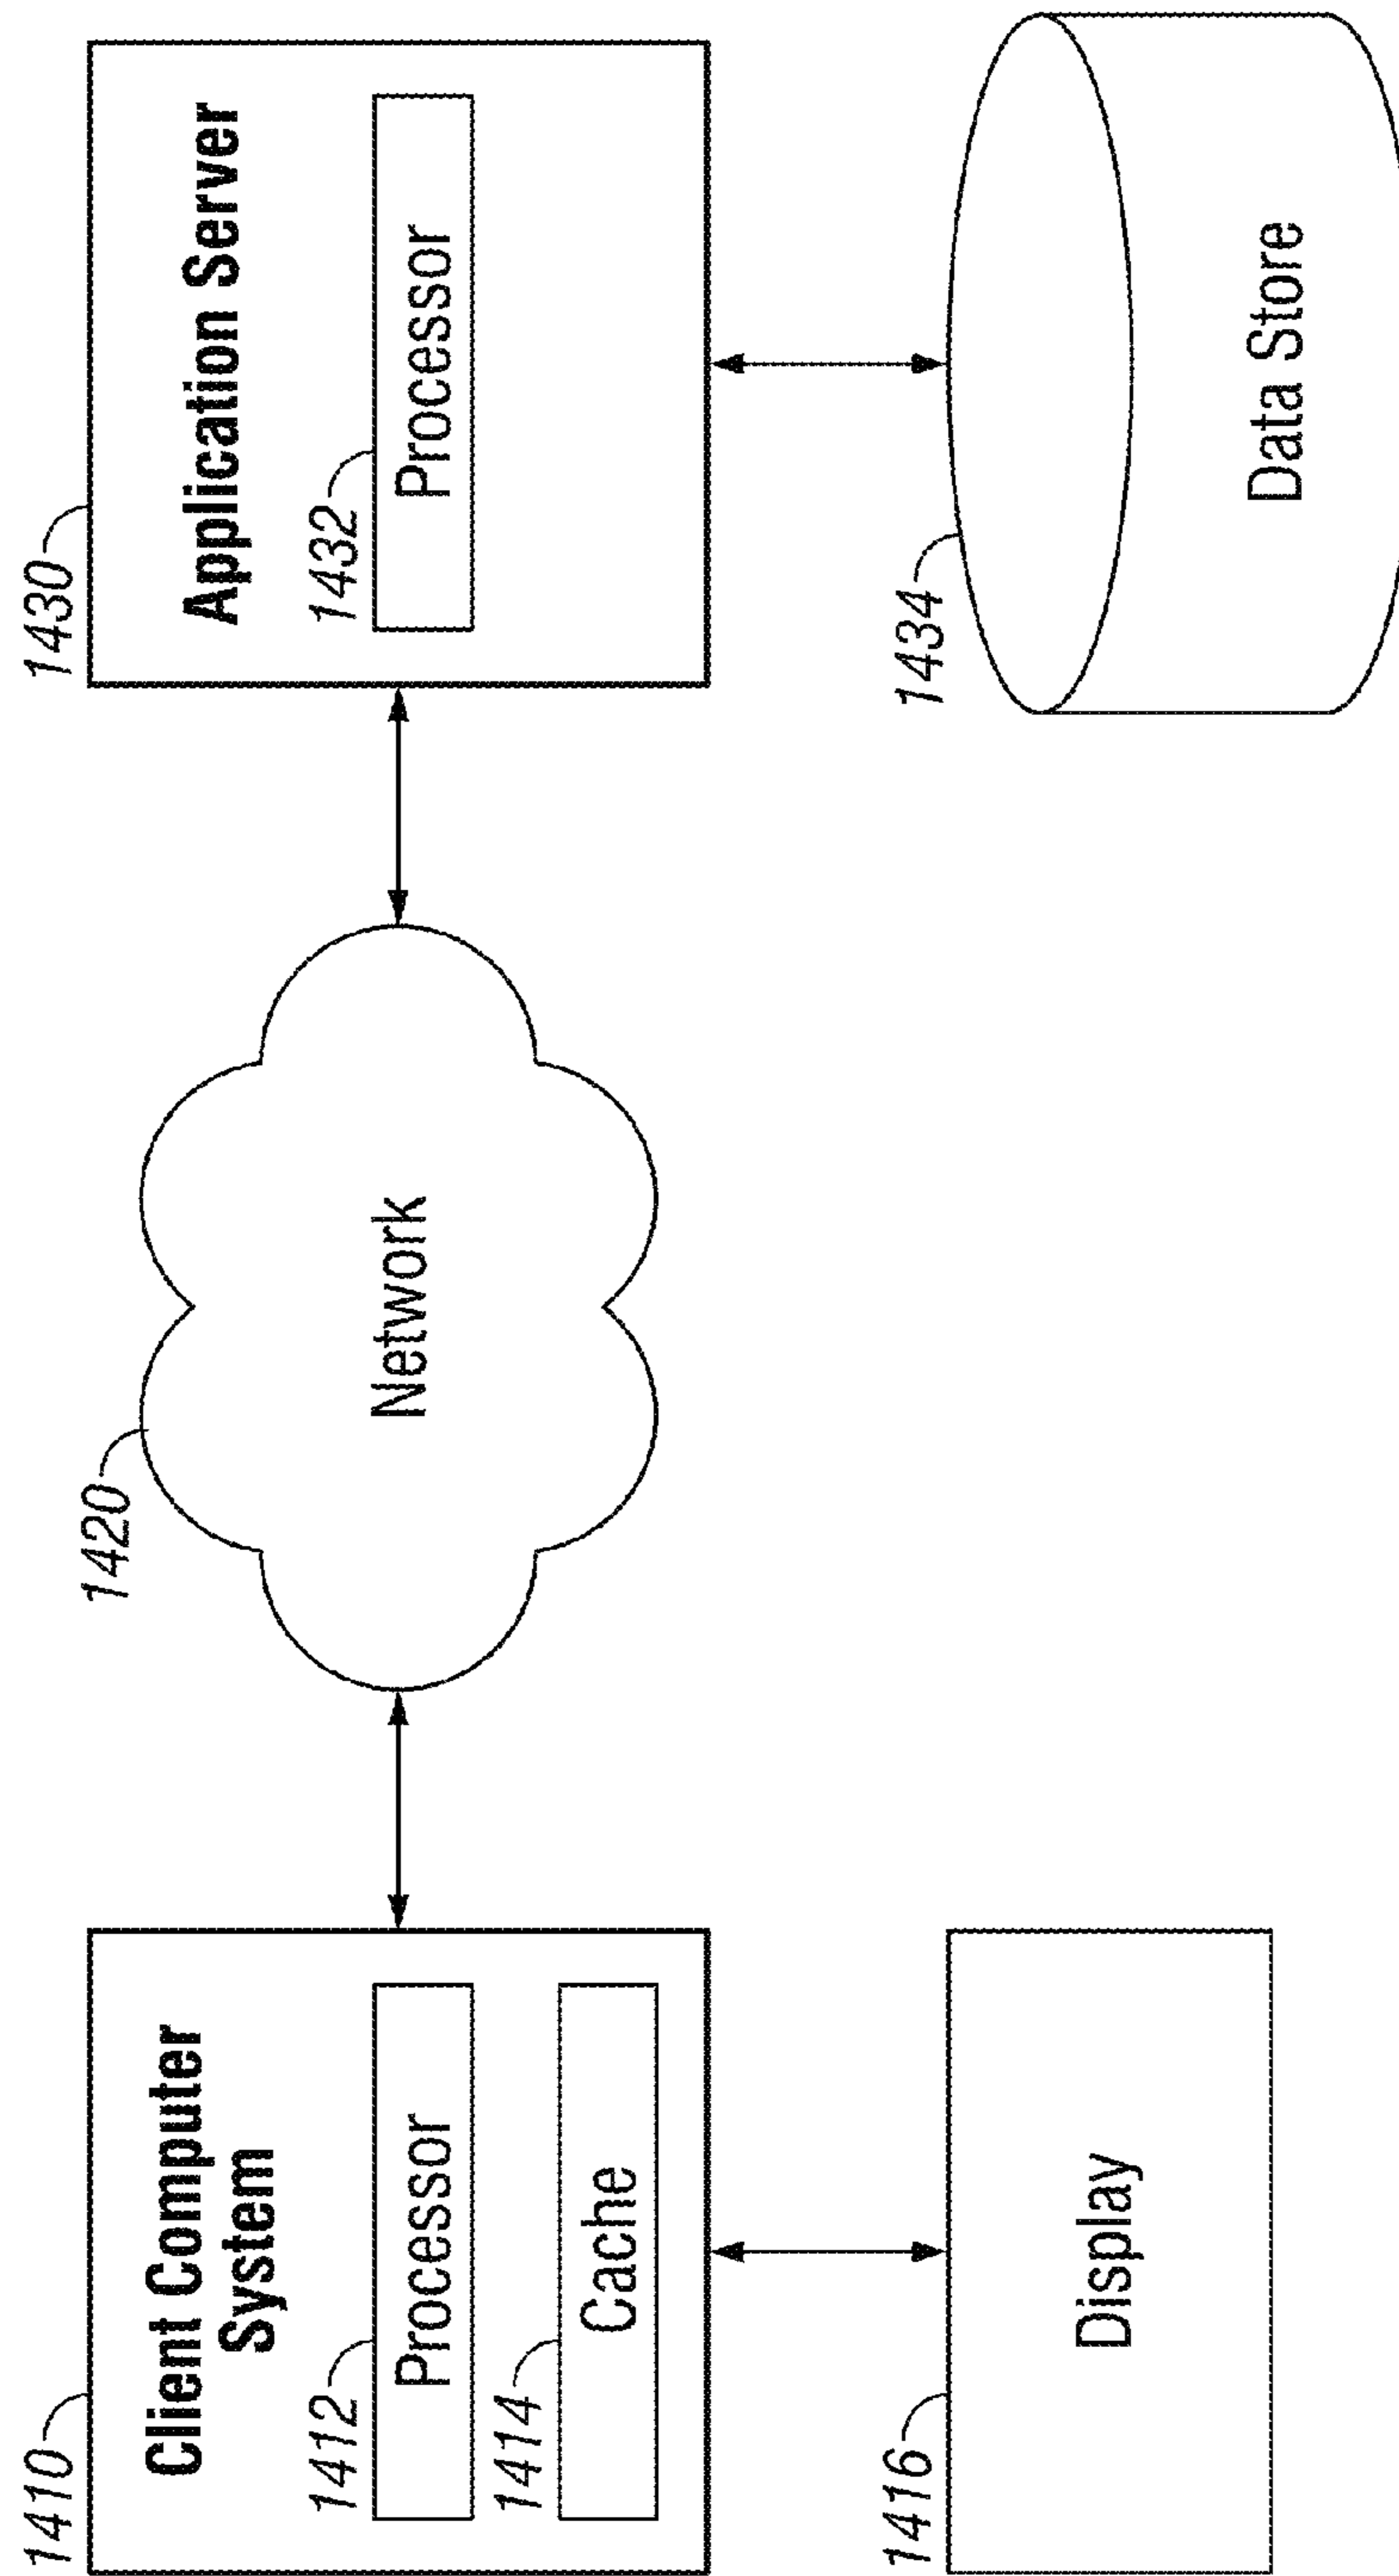 1410
Client Computer
System
1412
Processor
1414
Cache
1416
Display
1420
Network
1430
Application Server
1432
Processor
1434
Data Store